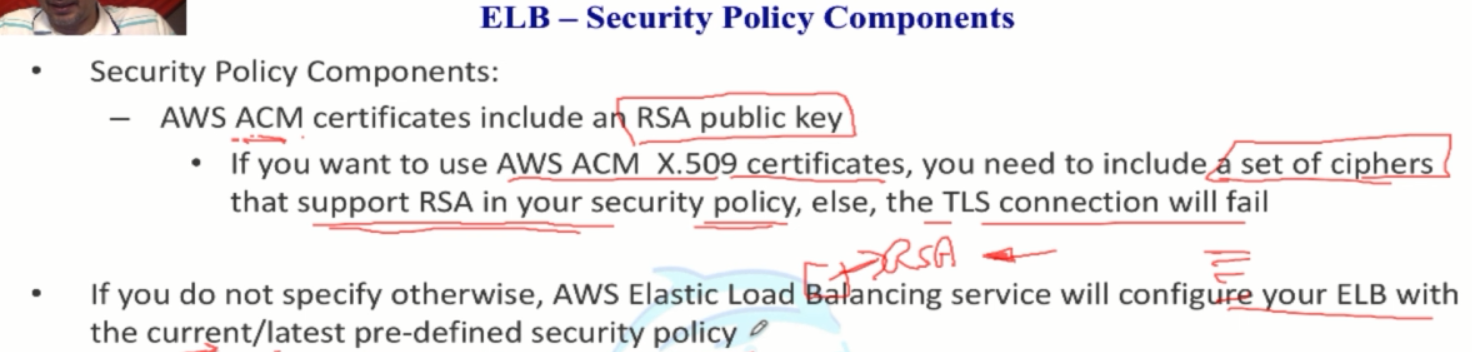 ELB – Security Policy Components
• Security Policy Components:
– AWS ACM certificates include an RSA public key
• If you want to use AWS ACM X.509 certificates, you need to include a set of ciphers
that support RSA in your security policy, else, the TLS connection will fail
RSA
• If you do not specify otherwise, AWS Elastic Load Balancing service will configure your ELB with
the current/latest pre-defined security policy